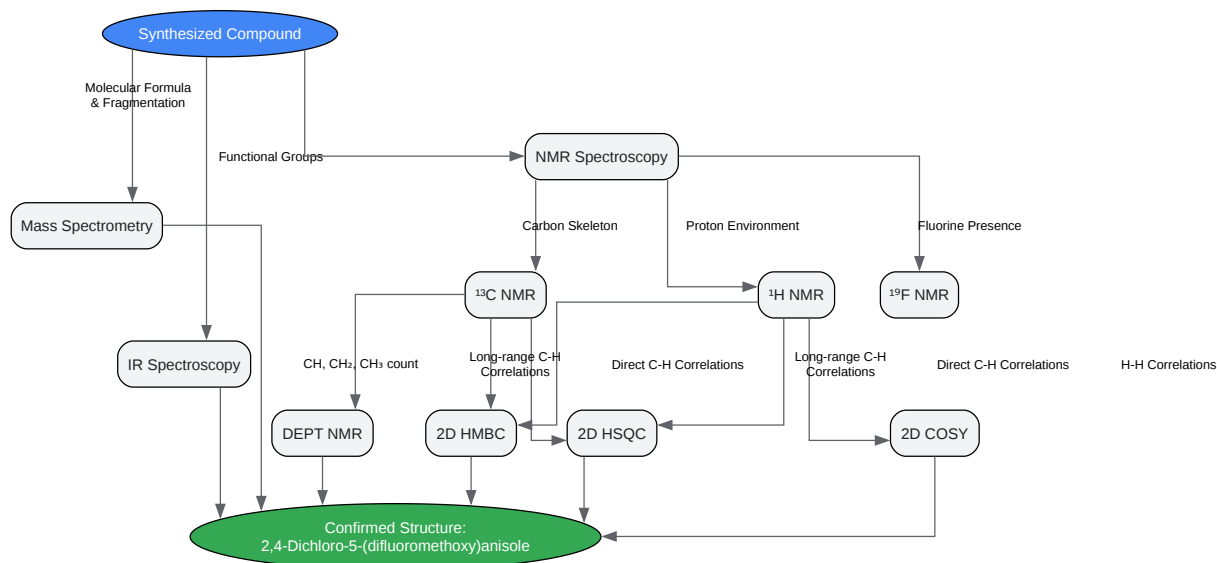 Synthesized Compound
Molecular Formula
& Fragmentation
Functional Groups
NMR Spectroscopy
Mass Spectrometry
Carbon Skeleton
Proton Environment
Fluorine Presence
¹³C NMR
¹H NMR
¹⁹F NMR
IR Spectroscopy
CH, CH₂, CH₃ count
Long-range C-H
Correlations
Direct C-H Correlations
Long-range C-H
Correlations
Direct C-H Correlations
H-H Correlations
DEPT NMR
2D HMBC
2D HSQC
2D COSY
Confirmed Structure:
2,4-Dichloro-5-(difluoromethoxy)anisole